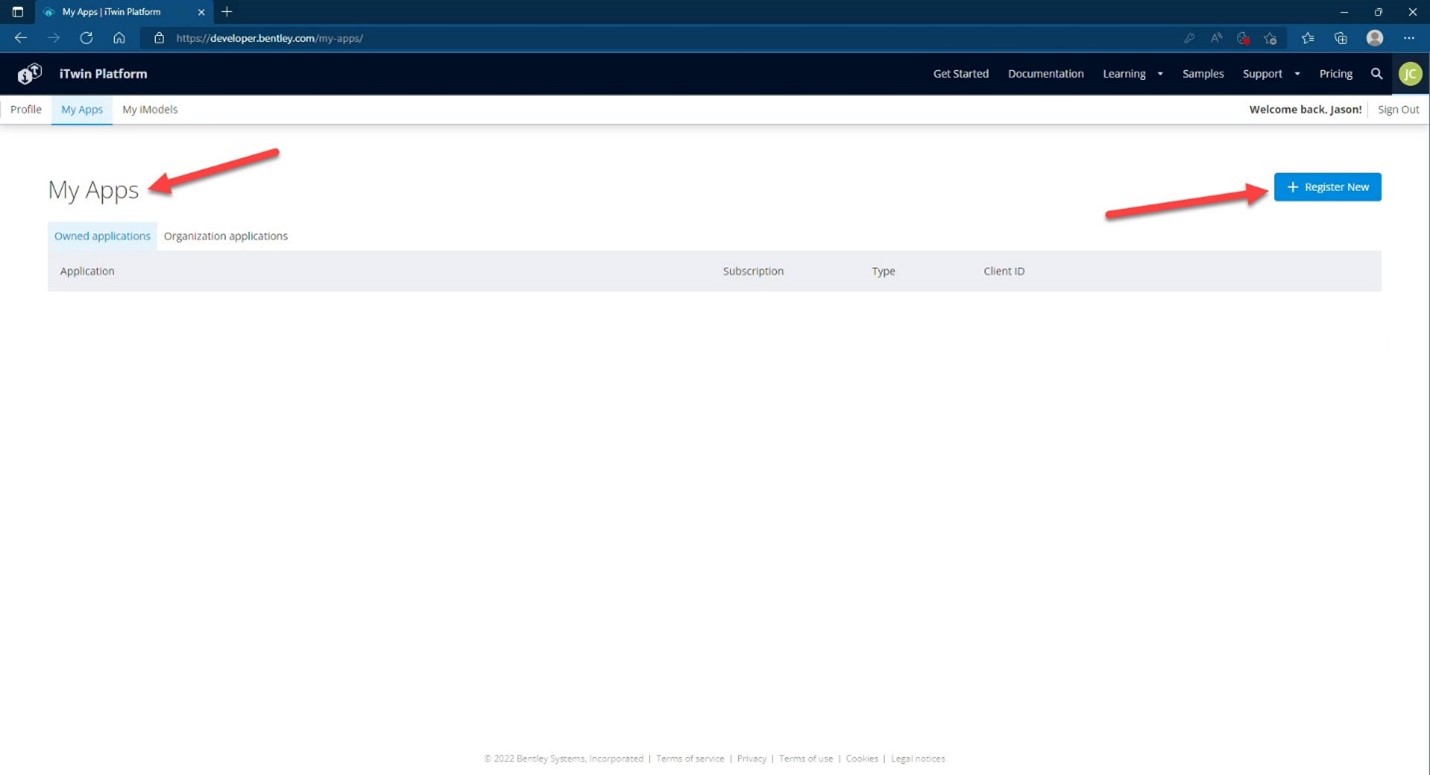 My Apps | iTwin Platform
https://developer.bentley.com/my-apps/
iTwin Platform Get Started Documentation Learning Samples Support Pricing JC
Profile My Apps My iModels Welcome back, Jason! Sign Out
My Apps
+ Register New
Owned applications Organization applications
Application Subscription Type Client ID
© 2022 Bentley Systems, Incorporated | Terms of service | Privacy | Terms of use | Cookies | Legal notices